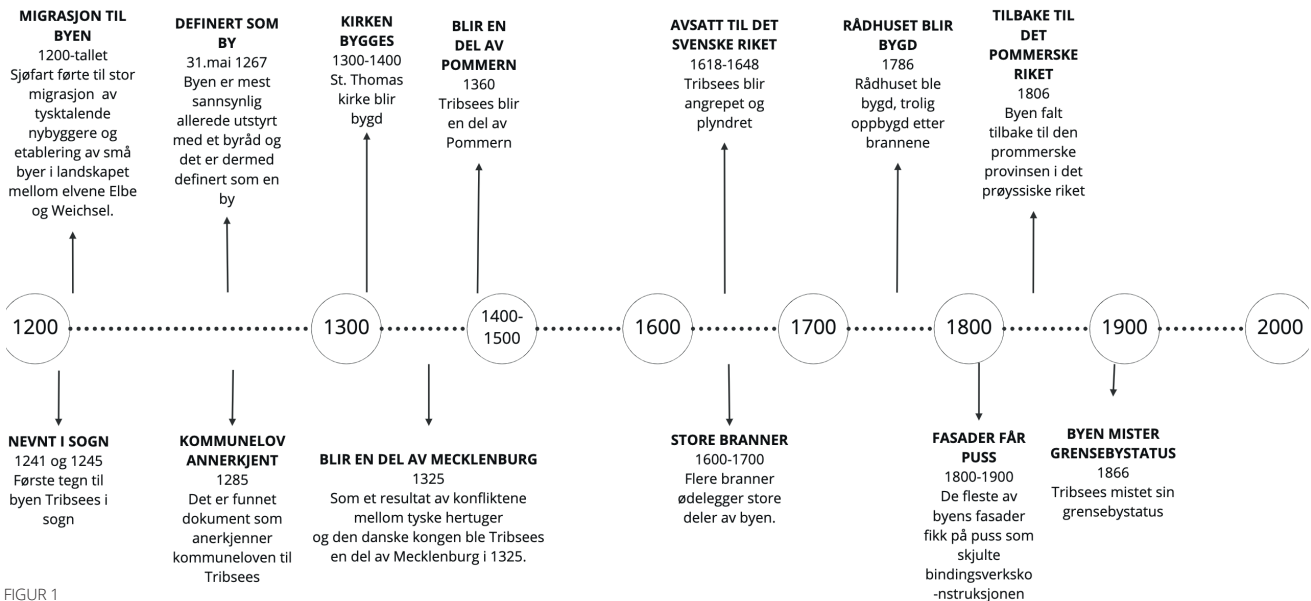 MIGRASJON TIL
BYEN
1200-tallet
Sjøfart førte til stor
migrasjon av
tysktalende
nybyggere og
etablering av små
byer i landskapet
mellom elvene Elbe
og Weichsel.
DEFINERT SOM
BY
31.mai 1267
Byen er mest
sannsynlig
allerede utstyrt
med et byråd og
det er dermed
definert som en
by
KIRKEN
BYGGES
1300-1400
St. Thomas
kirke blir
bygd
BLIR EN
DEL AV
POMMERN
1360
Tribsees blir
en del av
Pommern
AVSATT TIL DET
SVENSKE RIKET
1618-1648
Tribsees blir
angrepet og
plyndret
RÅDHUSET BLIR
BYGD
1786
Rådhuset ble
bygd, trolig
oppbygd etter
brannene
TILBAKE TIL
DET
POMMERSKE
RIKET
1806
Byen falt
tilbake til den
prommerske
provinsen i det
prøyssiske riket
1200
1300
1400-
1500
1600
1700
1800
1900
2000
NEVNT I SOGN
1241 og 1245
Første tegn til
byen Tribsees i
sogn
KOMMUNELOV
ANNERKJENT
1285
Det er funnet
dokument som
anerkjenner
kommuneloven til
Tribsees
BLIR EN DEL AV MECKLENBURG
1325
Som et resultat av konfliktene
mellom tyske hertuger
og den danske kongen ble Tribsees
en del av Mecklenburg i 1325.
STORE BRANNER
1600-1700
Flere branner
ødelegger store
deler av byen.
FASADER FÅR
PUSS
1800-1900
De fleste av
byens fasader
fikk på puss som
skjulte
bindingsverksko
-nstruksjonen
BYEN MISTER
GRENSEBYSTATUS
1866
Tribsees mistet sin
grensebystatus
FIGUR 1